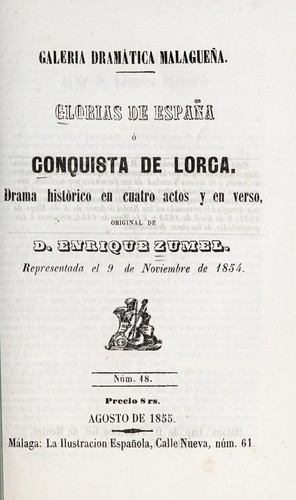 GALERIA DRAMÁTICA MALAGUEÑA.
GLORIAS DE ESPAÑA
ó
CONQUISTA DE LORCA.
Drama histórico en cuatro actos y en verso,
ORIGINAL DE
D. ENRIQUE ZUMEL.
Representada el 9 de Noviembre de 1854.
Núm. 18.
Precio 8 rs.
AGOSTO DE 1855.
Málaga: La Ilustracion Española, Calle Nueva, núm. 61